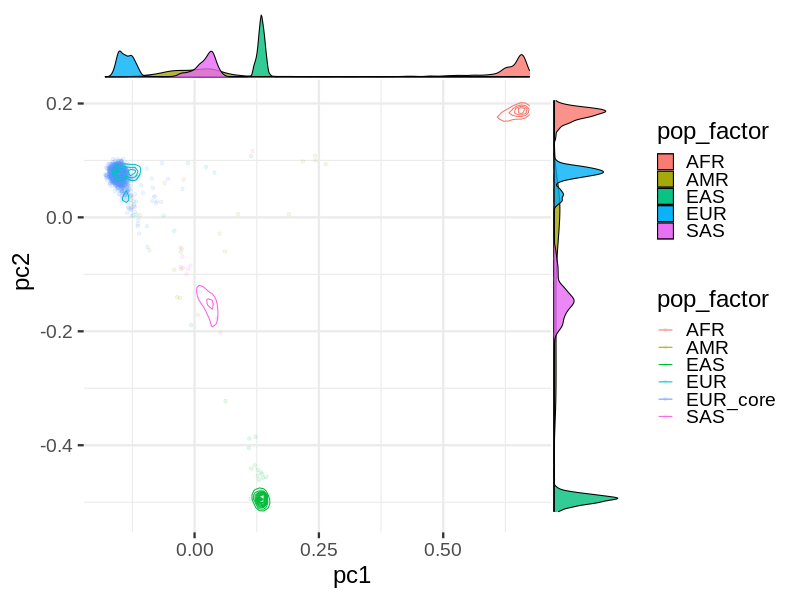 0.2
0.0
-0.2
-0.4
pc2
0.00
0.25
0.50
pc1
pop_factor
AFR
AMR
EAS
EUR
SAS
pop_factor
AFR
AMR
EAS
EUR
EUR_core
SAS